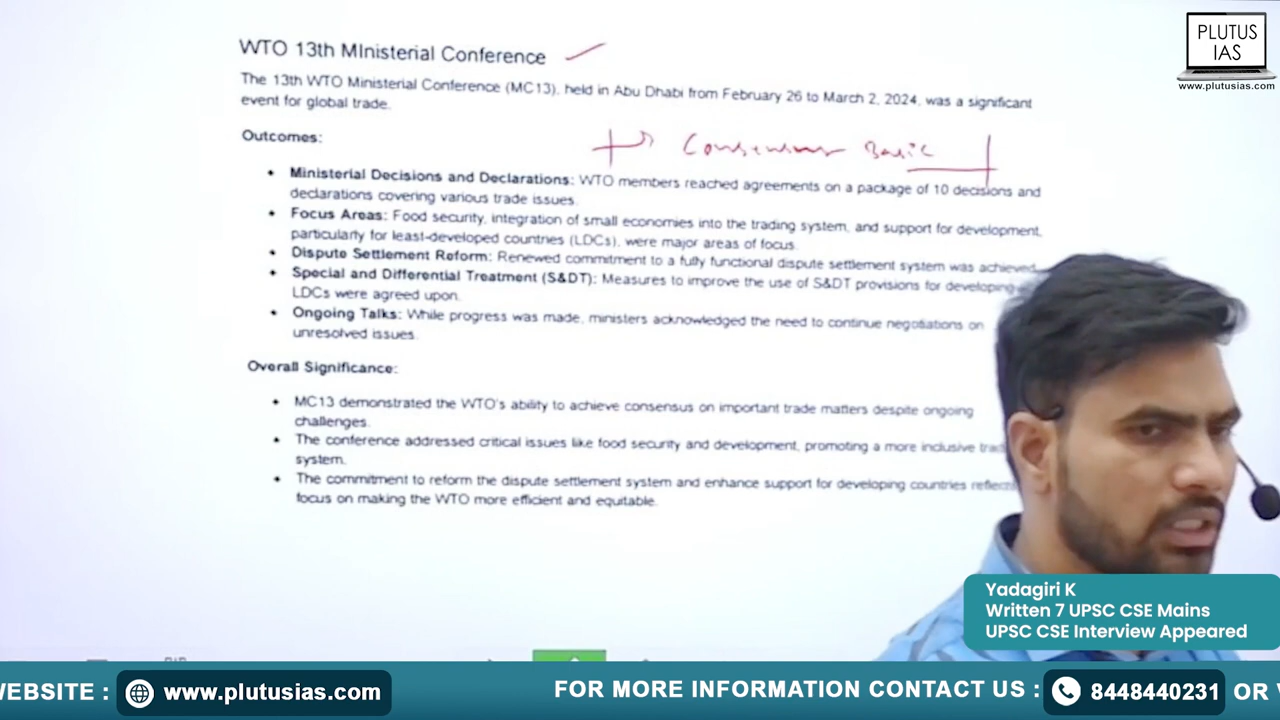 WTO 13th MInisterial Conference
The 13th WTO Ministerial Conference (MC13), held in Abu Dhabi from February 26 to March 2, 2024, was a significant
event for global trade.
Outcomes:
Consensus Basic
• Ministerial Decisions and Declarations: WTO members reached agreements on a package of 10 decisions and
declarations covering various trade issues.
• Focus Areas: Food security, integration of small economies into the trading system, and support for development,
particularly for least-developed countries (LDCs), were major areas of focus.
• Dispute Settlement Reform: Renewed commitment to a fully functional dispute settlement system was achieved
• Special and Differential Treatment (S&DT): Measures to improve the use of S&DT provisions for developing
LDCs were agreed upon.
• Ongoing Talks: While progress was made, ministers acknowledged the need to continue negotiations on
unresolved issues.
Overall Significance:
• MC13 demonstrated the WTO's ability to achieve consensus on important trade matters despite ongoing
challenges.
• The conference addressed critical issues like food security and development, promoting a more inclusive
system.
• The commitment to reform the dispute settlement system and enhance support for developing countries
focus on making the WTO more efficient and equitable.
PLUTUS
IAS
www.plutusias.com
Yadagiri K
Written 7 UPSC CSE Mains
UPSC CSE Interview Appeared
EBSITE : www.plutusias.com FOR MORE INFORMATION CONTACT US : 8448440231 OR